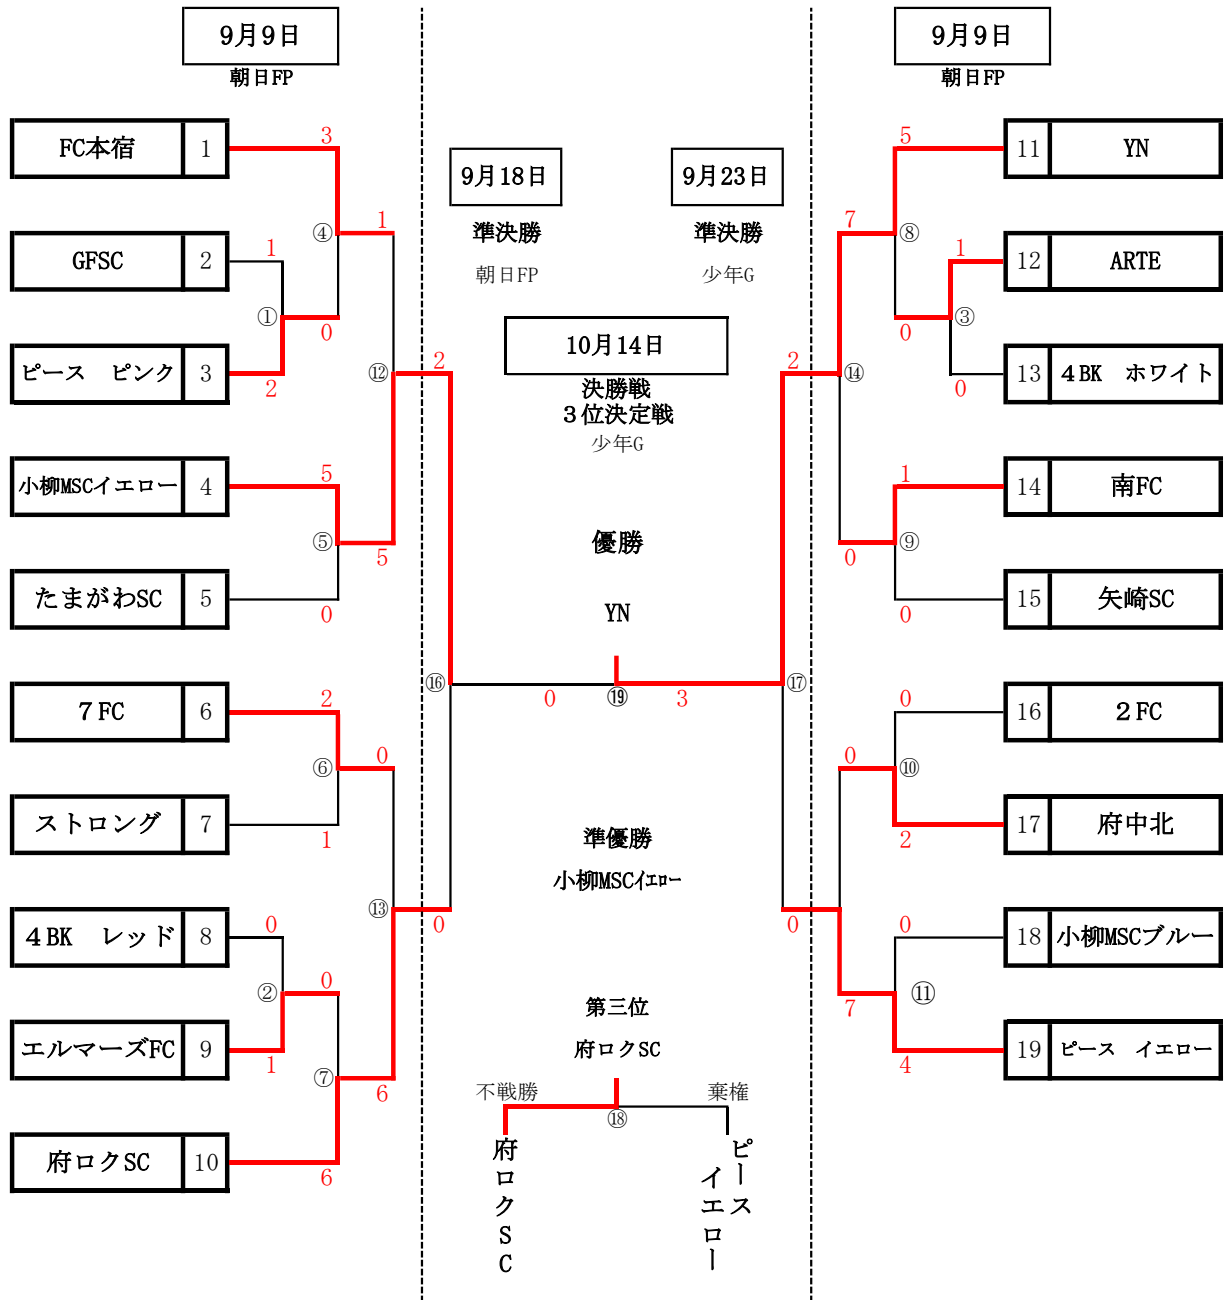 9月9日
朝日FP
9月9日
朝日FP
9月18日
準決勝
朝日FP
9月23日
準決勝
少年G
10月14日
決勝戦
３位決定戦
少年G
優勝
YN
0 ⑲ 3
準優勝
小柳MSCｲｴﾛｰ
第三位
府ロクSC
不戦勝 棄権
⑱
府ロクSC
ピース
イエロー
FC本宿 1 3
④ 1
GFSC 2 1
① 0
ピース ピンク 3 2
⑫ 2
小柳MSCイエロー 4 5
⑤ 5
たまがわSC 5 0
⑯
７FC 6 2
⑥ 0
ストロング 7 1
⑬ 0
４BK レッド 8 0
② 0
エルマーズFC 9 1
⑦ 6
府ロクSC 10 6
5 11 YN
7 ⑧
1 12 ARTE
0 ③
0 13 ４BK ホワイト
2 ⑭
1 14 南FC
0 ⑨
0 15 矢崎SC
⑰
0 16 ２FC
0 ⑩
2 17 府中北
0
0 18 小柳MSCブルー
7 ⑪
4 19 ピース イエロー